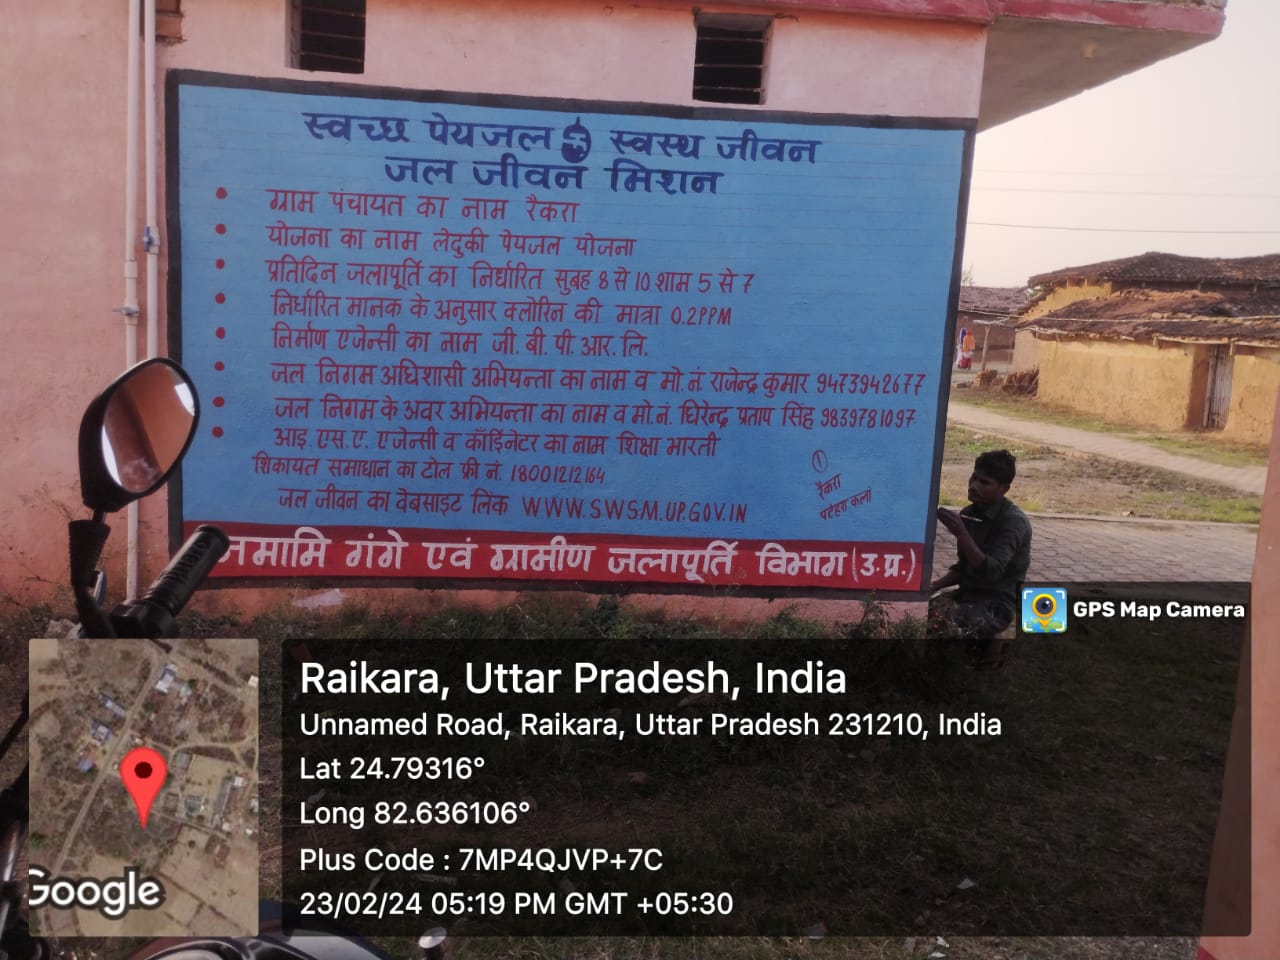 स्वच्छ पेयजल स्वस्थ जीवन
जल जीवन मिशन
• ग्राम पंचायत का नाम रैकरा
• योजना का नाम लेदुकी पेयजल योजना
• प्रतिदिन जलापूर्ति का निर्धारित सुबह 8 से 10 शाम 5 से 7
• निर्धारित मानक के अनुसार क्लोरिन की मात्रा 0.2PPM
• निर्माण एजेन्सी का नाम जी. बी. पी. आर. लि.
• जल निगम अधिशासी अभियन्ता का नाम व मो. नं. राजेन्द्र कुमार 9473942677
• जल निगम के अवर अभियन्ता का नाम व मो.नं. धिरेन्द्र प्रताप सिंह 9839781097
• आइ. एस. ए. एजेन्सी व कॉर्डिनेटर का नाम शिक्षा भारती
शिकायत समाधान का टोल फ्री नं. 18001212164
जल जीवन का वेबसाइट लिंक WWW.SWSM.UP.GOV.IN
1
रैकरा
पटेहरा कलां
नमामि गंगे एवं ग्रामीण जलापूर्ति विभाग (उ.प्र.)
GPS Map Camera
Raikara, Uttar Pradesh, India
Unnamed Road, Raikara, Uttar Pradesh 231210, India
Lat 24.79316°
Long 82.636106°
Plus Code : 7MP4QJVP+7C
23/02/24 05:19 PM GMT +05:30
Google